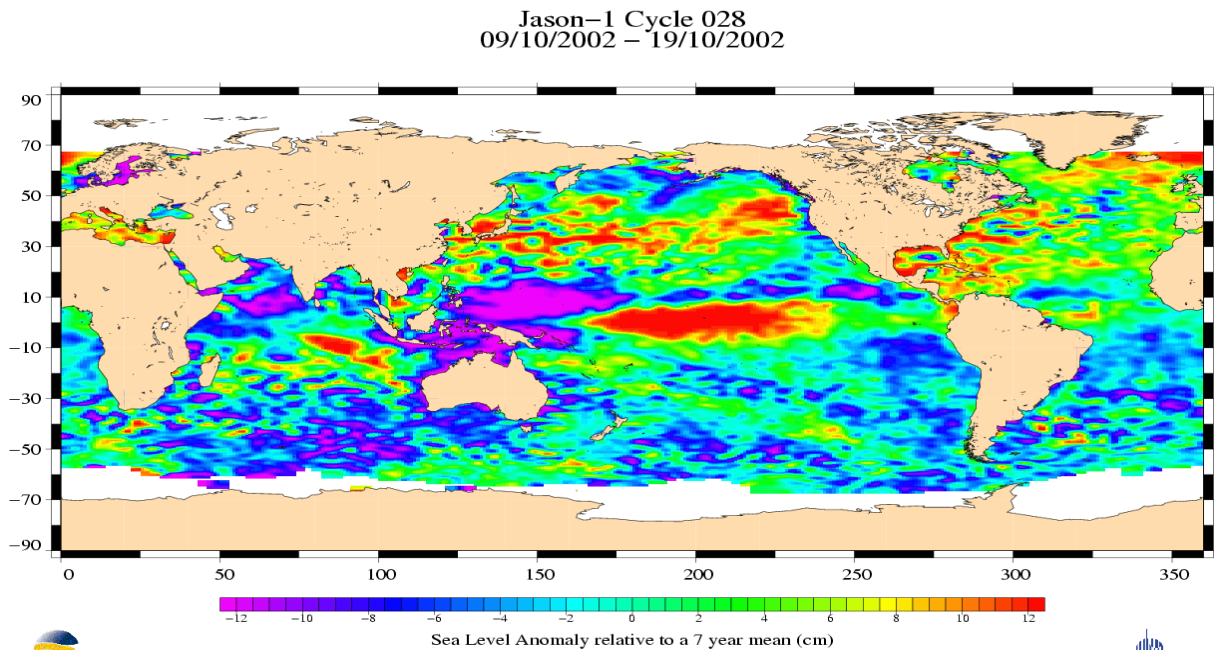 Jason−1 Cycle 028
09/10/2002 − 19/10/2002
90
70
50
30
10
−10
−30
−50
−70
−90
0 50 100 150 200 250 300 350
−12 −10 −8 −6 −4 −2 0 2 4 6 8 10 12
Sea Level Anomaly relative to a 7 year mean (cm)